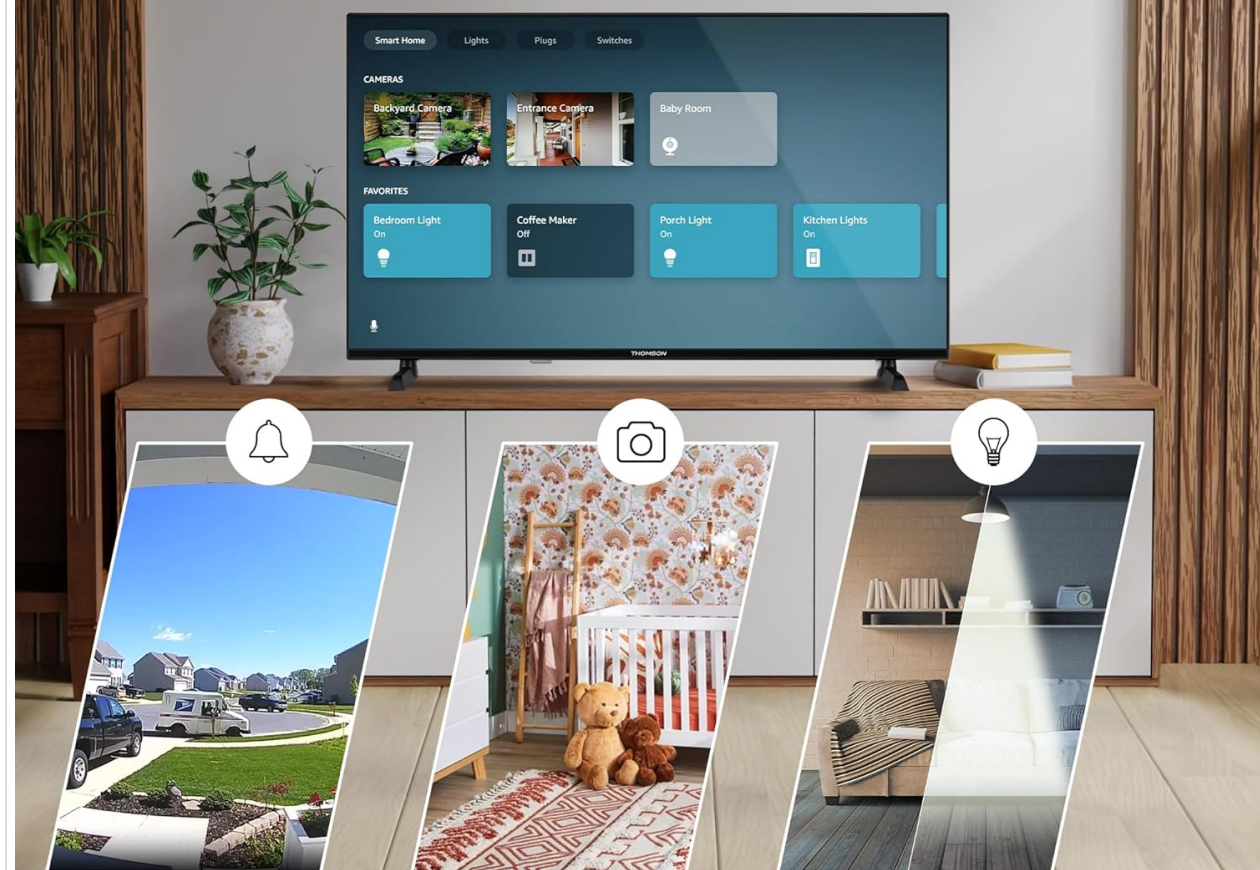 Smart Home Lights Plugs Switches
CAMERAS
Backyard Camera Entrance Camera Baby Room
FAVORITES
Bedroom Light Coffee Maker Porch Light Kitchen Lights
On Off On On
THOMSON